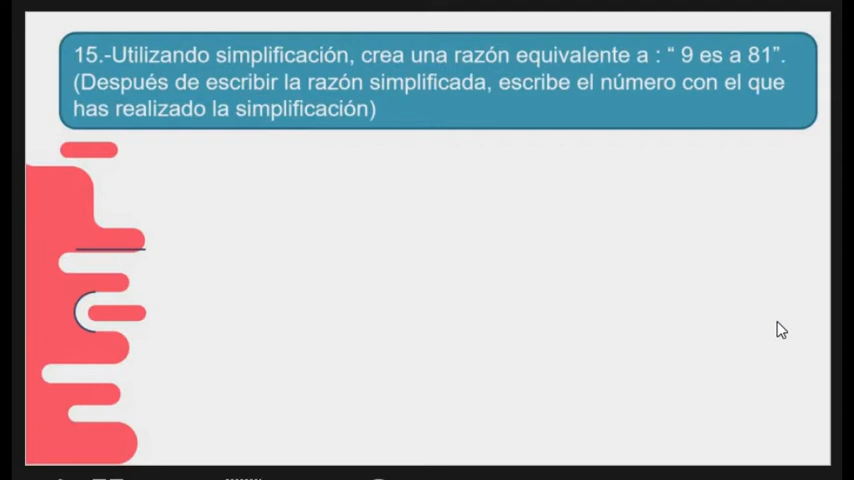 15.-Utilizando simplificación, crea una razón equivalente a : “ 9 es a 81”.
(Después de escribir la razón simplificada, escribe el número con el que
has realizado la simplificación)